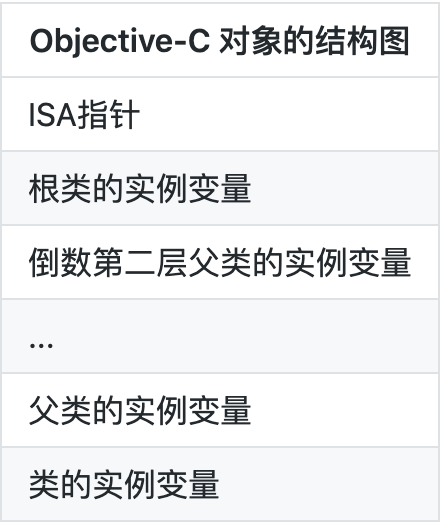 Objective-C 对象的结构图
ISA指针
根类的实例变量
倒数第二层父类的实例变量
...
父类的实例变量
类的实例变量